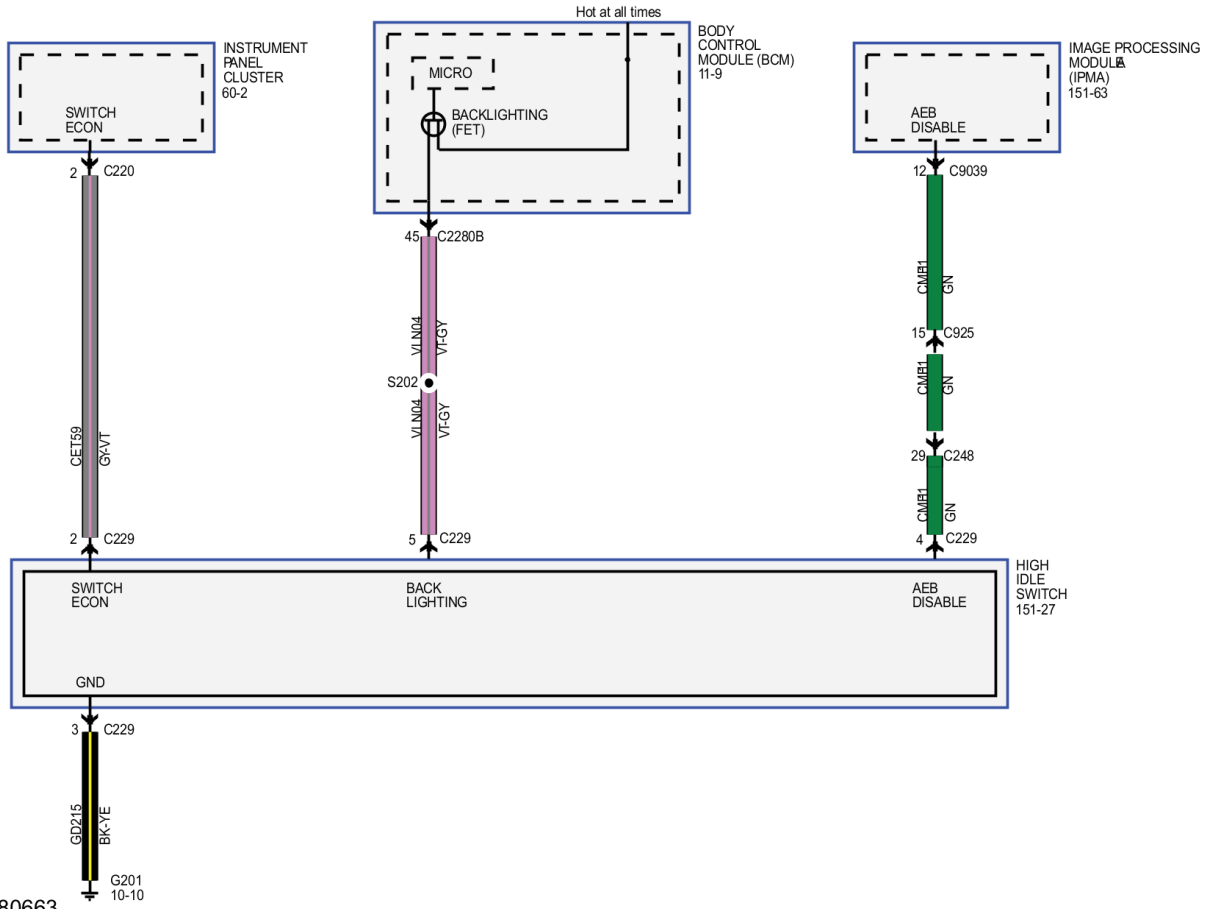 Hot at all times
INSTRUMENT
PANEL
CLUSTER
60-2
SWITCH
ECON
2 C220
CET59
GY-VT
2 C229
BODY
CONTROL
MODULE (BCM)
11-9
MICRO
BACKLIGHTING
(FET)
45 C2280B
VLN04
VT-GY
S202
VLN04
VT-GY
5 C229
IMAGE PROCESSING
MODULE A
(IPMA)
151-63
AEB
DISABLE
12 C9039
GN
15 C925
GN
29 C248
GN
4 C229
HIGH
IDLE
SWITCH
151-27
SWITCH
ECON
BACK
LIGHTING
AEB
DISABLE
GND
3 C229
GD215
BK-YE
G201
10-10